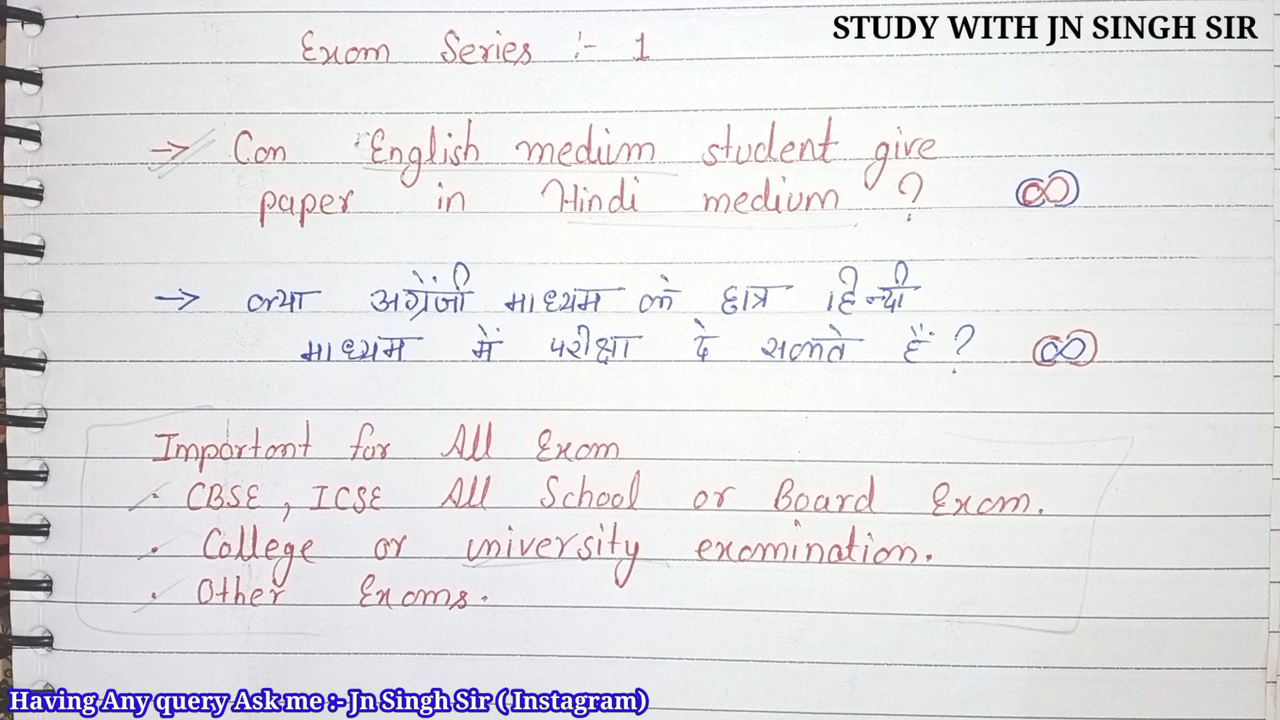 STUDY WITH JN SINGH SIR
Exam Series :- 1
→ Can English medium student give
paper in Hindi medium ?
→ क्या अग्रेंजी माध्यम के छात्र हिन्दी
माध्यम में परीक्षा दे सकते हैं ?
Important for All Exam
• CBSE, ICSE All School or Board Exam.
• College or university examination.
• Other Exams.
Having Any query Ask me :- Jn Singh Sir ( Instagram)